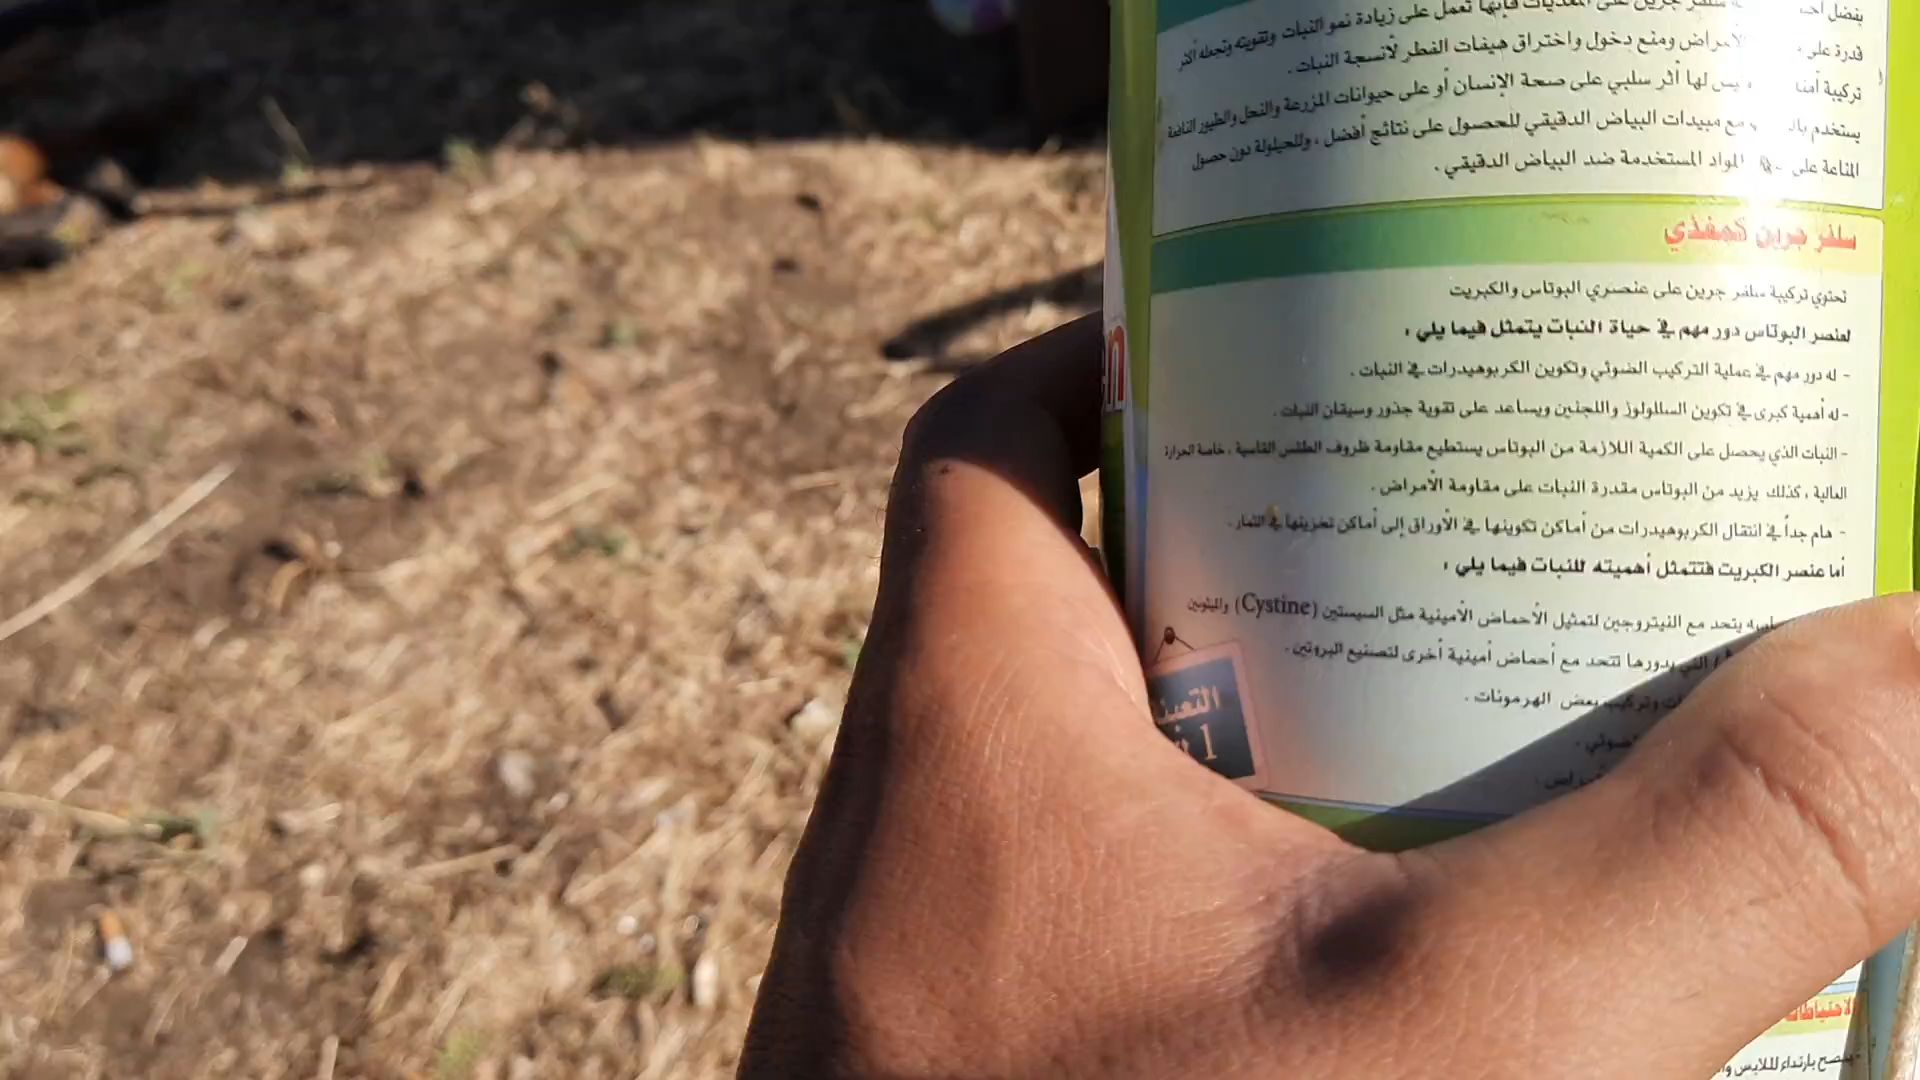 سلفر جرين على المغذيات فإنها تعمل على زيادة نمو النبات وتقويته وتجعله أكثر
قدرة على الأمراض ومنع دخول واختراق هيفات الفطر لأنسجة النبات .
تركيبة ليس لها أثر سلبي على صحة الإنسان أو على حيوانات المزرعة والنحل والطيور النافعة
يستخدم مع مبيدات البياض الدقيقي للحصول على نتائج أفضل ، وللحيلولة دون حصول
المناعة على المواد المستخدمة ضد البياض الدقيقي .
سلفر جرين كمغذي
تحتوي تركيبة سلفر جرين على عنصري البوتاس والكبريت
لعنصر البوتاس دور مهم في حياة النبات يتمثل فيما يلي :
- له دور مهم في عملية التركيب الضوئي وتكوين الكربوهيدرات في النبات .
- له أهمية كبرى في تكوين السللولوز واللجنين ويساعد على تقوية جذور وسيقان النبات .
- النبات الذي يحصل على الكمية اللازمة من البوتاس يستطيع مقاومة ظروف الطقس القاسية ، خاصة الحرارة
العالية ، كذلك يزيد من البوتاس مقدرة النبات على مقاومة الأمراض .
- هام جداً في انتقال الكربوهيدرات من أماكن تكوينها في الأوراق إلى أماكن تخزينها في الثمار .
أما عنصر الكبريت فتتمثل أهميته للنبات فيما يلي :
يتحد مع النيتروجين لتمثيل الأحماض الأمينية مثل السيستين (Cystine) والميثونين
التي بدورها تتحد مع أحماض أمينية أخرى لتصنيع البروتين .
وتركيب بعض الهرمونات .
1
الاحتياطات
بارتداء الملابس